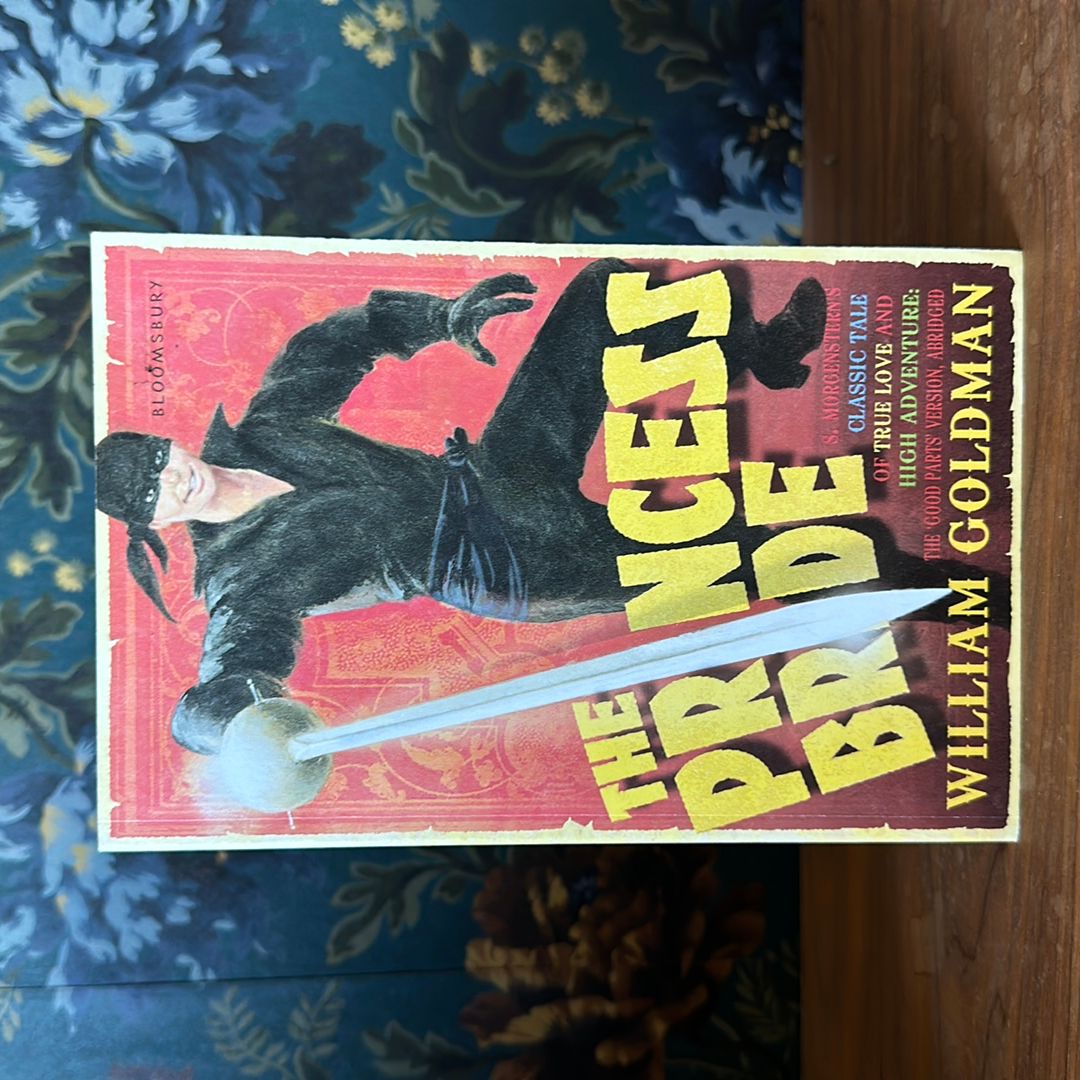 BLOOMSBURY
THE
PRINCESS
BRIDE
S. MORGENSTERN'S
CLASSIC TALE
OF TRUE LOVE AND
HIGH ADVENTURE:
THE 'GOOD PARTS' VERSION, ABRIDGED
WILLIAM GOLDMAN